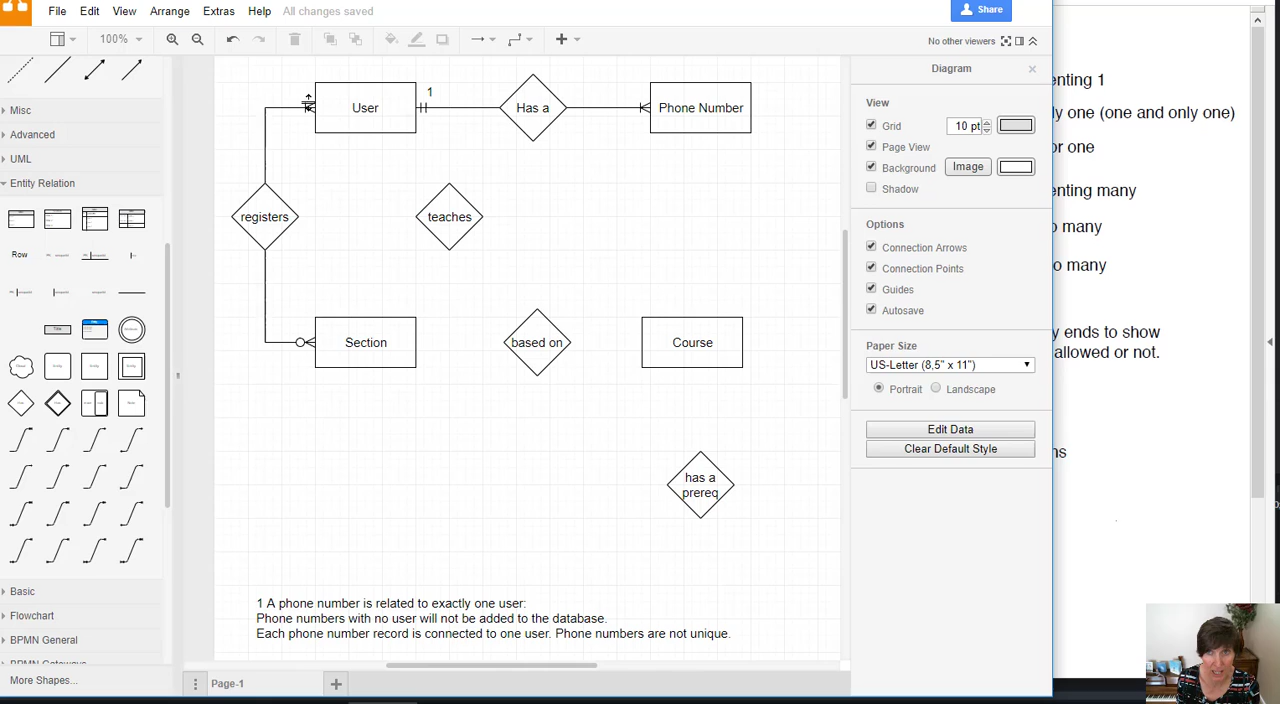 File Edit View Arrange Extras Help All changes saved
Share
100%
No other viewers
Misc
Advanced
UML
Entity Relation
Row
Title
Basic
Flowchart
BPMN General
More Shapes...
User
1
Has a
Phone Number
registers
teaches
Section
based on
Course
has a
prereq
1 A phone number is related to exactly one user:
Phone numbers with no user will not be added to the database.
Each phone number record is connected to one user. Phone numbers are not unique.
Page-1
Diagram
View
Grid 10 pt
Page View
Background Image
Shadow
Options
Connection Arrows
Connection Points
Guides
Autosave
Paper Size
US-Letter (8,5" x 11")
Portrait Landscape
Edit Data
Clear Default Style
enting 1
ly one (one and only one)
or one
enting many
o many
o many
y ends to show
allowed or not.
ns